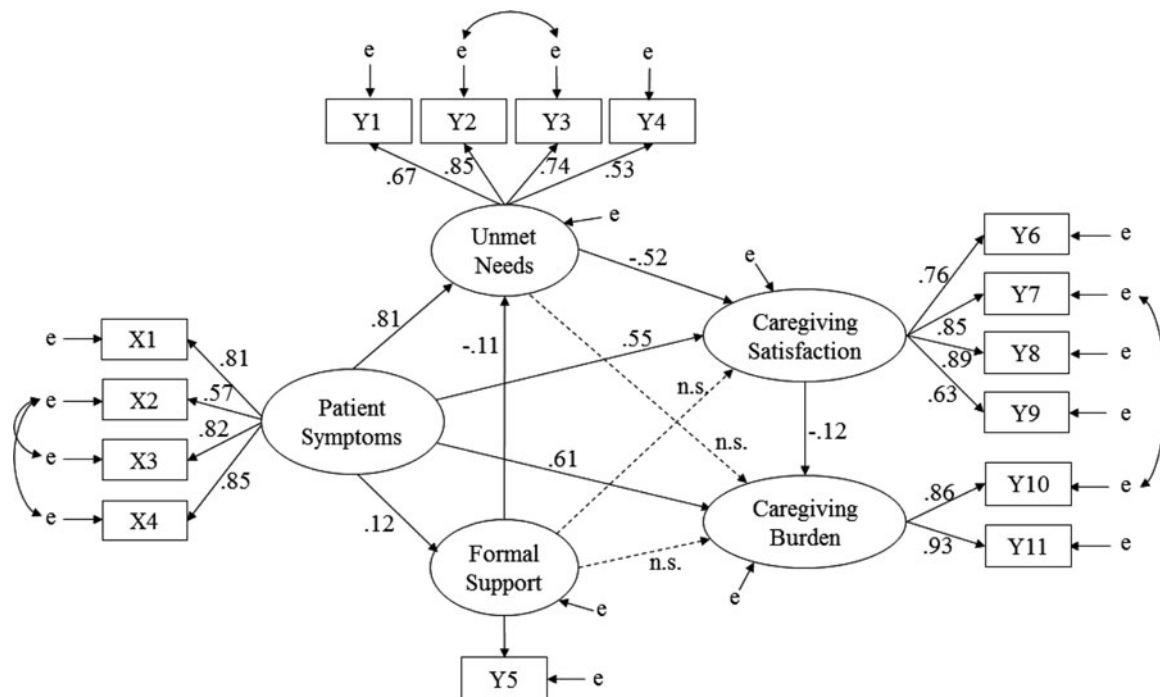 e e
e e
Y1 Y2 Y3 Y4
.67 .85 .74 .53
e
Unmet
Needs
-.52
e
Y6 e
.76
Y7 e
.85
Caregiving
Satisfaction
Y8 e
.89
.63
Y9 e
.81
-.11
.55
n.s.
n.s.
-.12
e X1
.81
e X2
.57
.82
e X3
.85
e X4
Patient
Symptoms
.61
.12
Caregiving
Burden
.86
Y10 e
.93
Y11 e
Formal
Support
n.s.
e
e
Y5 e